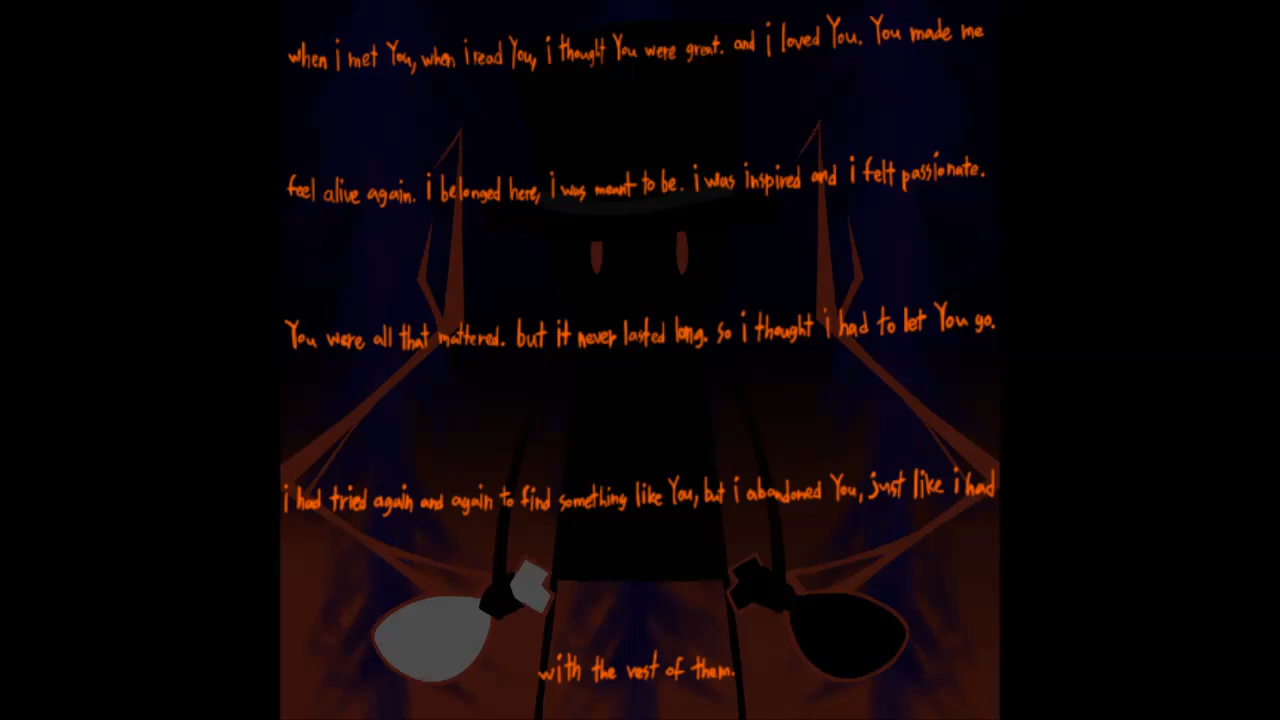 when i met You, when i read You, i thought You were great. and i loved You. You made me
feel alive again. i belonged here, i was meant to be. i was inspired and i felt passionate.
You were all that mattered. but it never lasted long. so i thought i had to let You go.
i had tried again and again to find something like You, but i abandoned You, just like i had
with the rest of them.